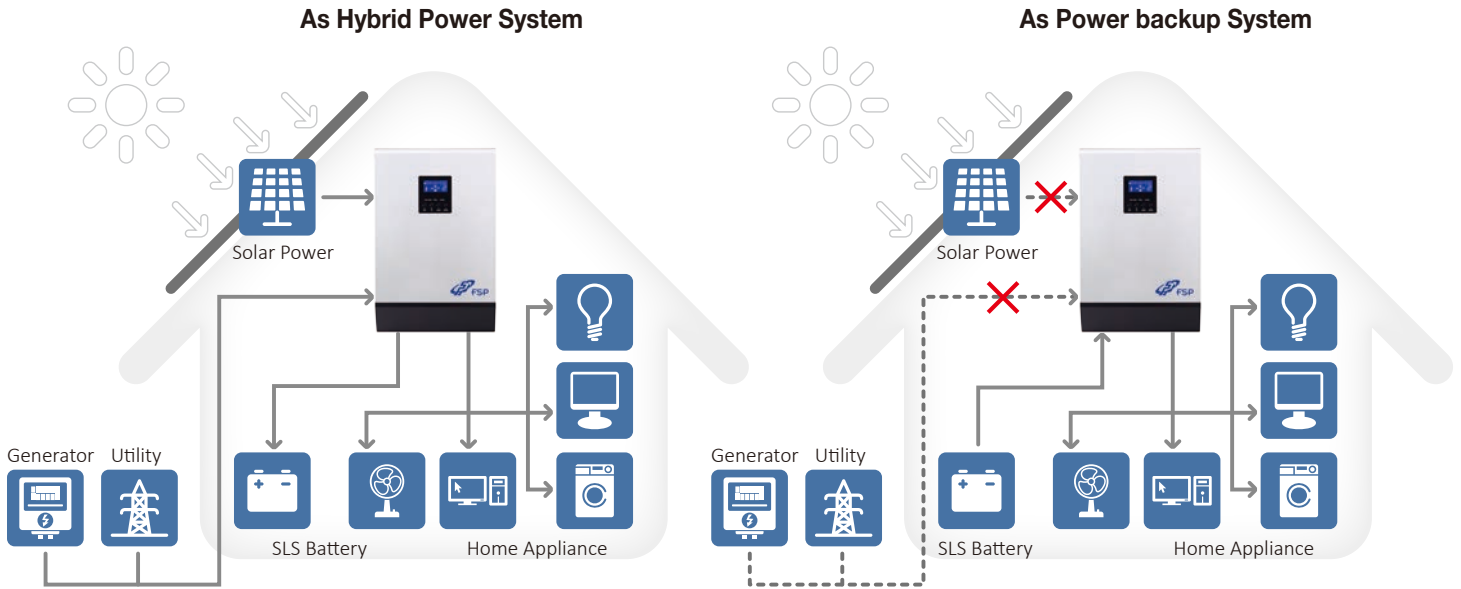 As Hybrid Power System
Solar Power
FSP
Generator
Utility
SLS Battery
Home Appliance
As Power backup System
Solar Power
FSP
Generator
Utility
SLS Battery
Home Appliance